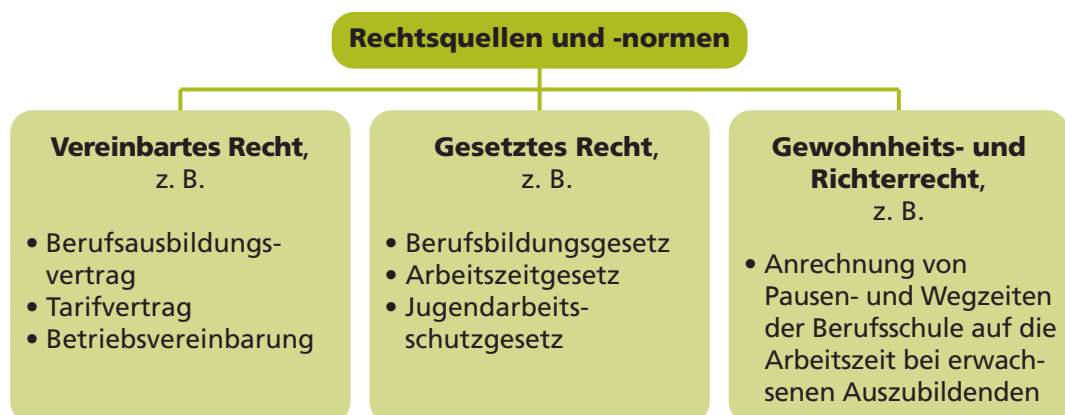 Rechtsquellen und -normen
Vereinbartes Recht,
z. B.
• Berufsausbildungs-
vertrag
• Tarifvertrag
• Betriebsvereinbarung
Gesetztes Recht,
z. B.
• Berufsbildungsgesetz
• Arbeitszeitgesetz
• Jugendarbeits-
schutzgesetz
Gewohnheits- und
Richterrecht,
z. B.
• Anrechnung von
Pausen- und Wegzeiten
der Berufsschule auf die
Arbeitszeit bei erwach-
senen Auszubildenden